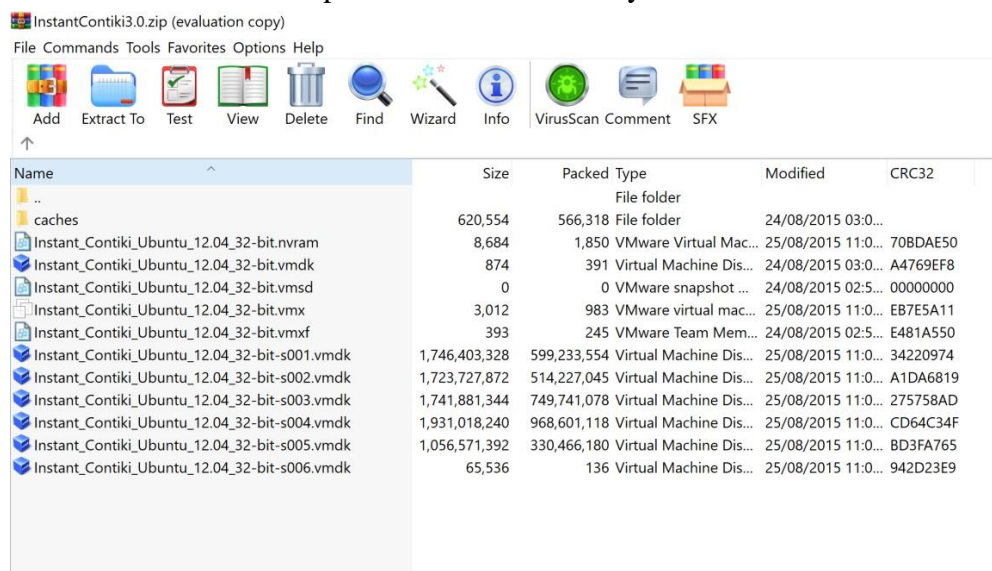 InstantContiki3.0.zip (evaluation copy)
File Commands Tools Favorites Options Help
Add Extract To Test View Delete Find Wizard Info VirusScan Comment SFX
Name Size Packed Type Modified CRC32
.. File folder
caches 620,554 566,318 File folder 24/08/2015 03:0...
Instant_Contiki_Ubuntu_12.04_32-bit.nvram 8,684 1,850 VMware Virtual Mac... 25/08/2015 11:0... 70BDAE50
Instant_Contiki_Ubuntu_12.04_32-bit.vmdk 874 391 Virtual Machine Dis... 24/08/2015 03:0... A4769EF8
Instant_Contiki_Ubuntu_12.04_32-bit.vmsd 0 0 VMware snapshot ... 24/08/2015 02:5... 00000000
Instant_Contiki_Ubuntu_12.04_32-bit.vmx 3,012 983 VMware virtual mac... 25/08/2015 11:0... EB7E5A11
Instant_Contiki_Ubuntu_12.04_32-bit.vmxf 393 245 VMware Team Mem... 24/08/2015 02:5... E481A550
Instant_Contiki_Ubuntu_12.04_32-bit-s001.vmdk 1,746,403,328 599,233,554 Virtual Machine Dis... 25/08/2015 11:0... 34220974
Instant_Contiki_Ubuntu_12.04_32-bit-s002.vmdk 1,723,727,872 514,227,045 Virtual Machine Dis... 25/08/2015 11:0... A1DA6819
Instant_Contiki_Ubuntu_12.04_32-bit-s003.vmdk 1,741,881,344 749,741,078 Virtual Machine Dis... 25/08/2015 11:0... 275758AD
Instant_Contiki_Ubuntu_12.04_32-bit-s004.vmdk 1,931,018,240 968,601,118 Virtual Machine Dis... 25/08/2015 11:0... CD64C34F
Instant_Contiki_Ubuntu_12.04_32-bit-s005.vmdk 1,056,571,392 330,466,180 Virtual Machine Dis... 25/08/2015 11:0... BD3FA765
Instant_Contiki_Ubuntu_12.04_32-bit-s006.vmdk 65,536 136 Virtual Machine Dis... 25/08/2015 11:0... 942D23E9